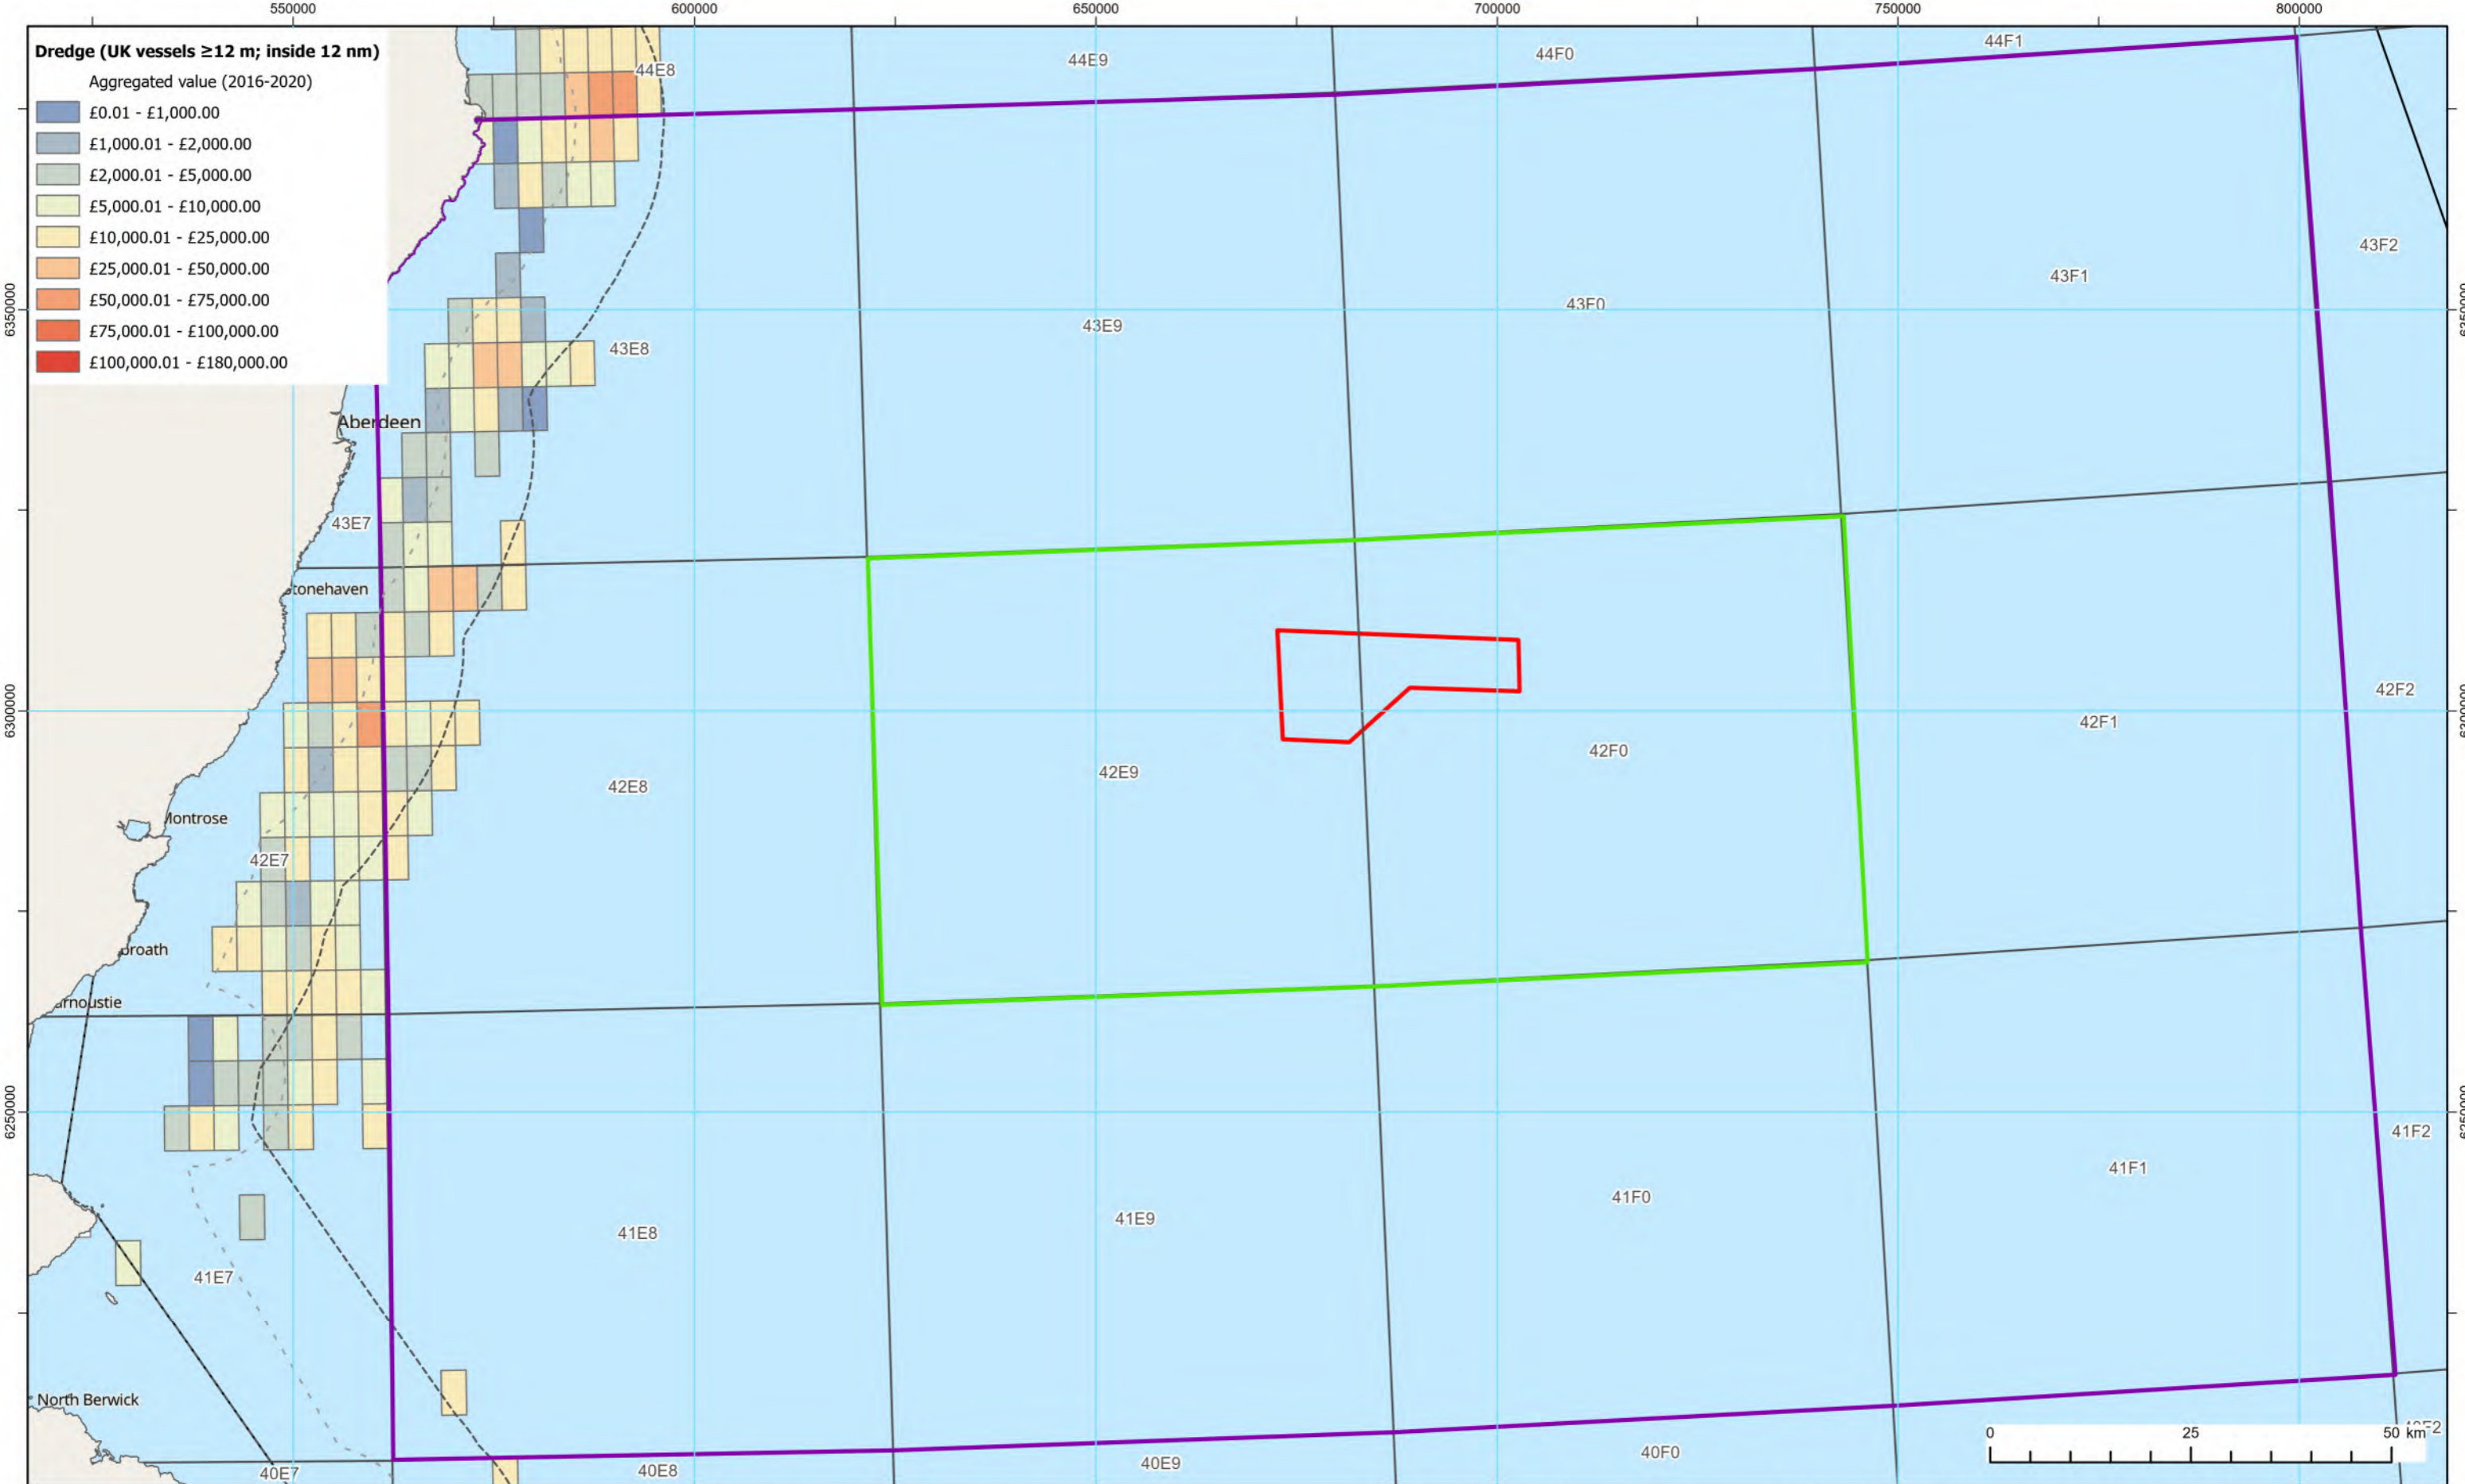 550000 600000 650000 700000 750000 800000
Dredge (UK vessels ≥12 m; inside 12 nm)
Aggregated value (2016-2020)
£0.01 - £1,000.00
£1,000.01 - £2,000.00
£2,000.01 - £5,000.00
£5,000.01 - £10,000.00
£10,000.01 - £25,000.00
£25,000.01 - £50,000.00
£50,000.01 - £75,000.00
£75,000.01 - £100,000.00
£100,000.01 - £180,000.00
44E8
44E9
44F0
44F1
43F2
43F1
43F0
43E9
43E8
6350000
Aberdeen
43E7
tonehaven
42F2
42F1
42F0
42E9
42E8
6300000
Montrose
42E7
broath
arnoustie
6250000
41F2
41F1
41F0
41E9
41E8
41E7
North Berwick
40E7
40E8
40E9
40F0
0 25 50 km